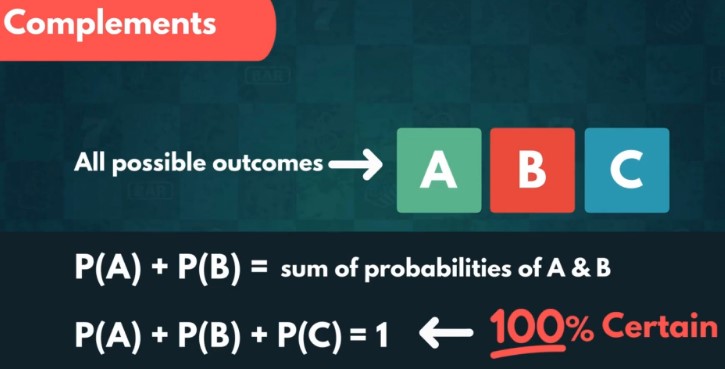 Complements
All possible outcomes → A B C
P(A) + P(B) = sum of probabilities of A & B
P(A) + P(B) + P(C) = 1 ← 100% Certain